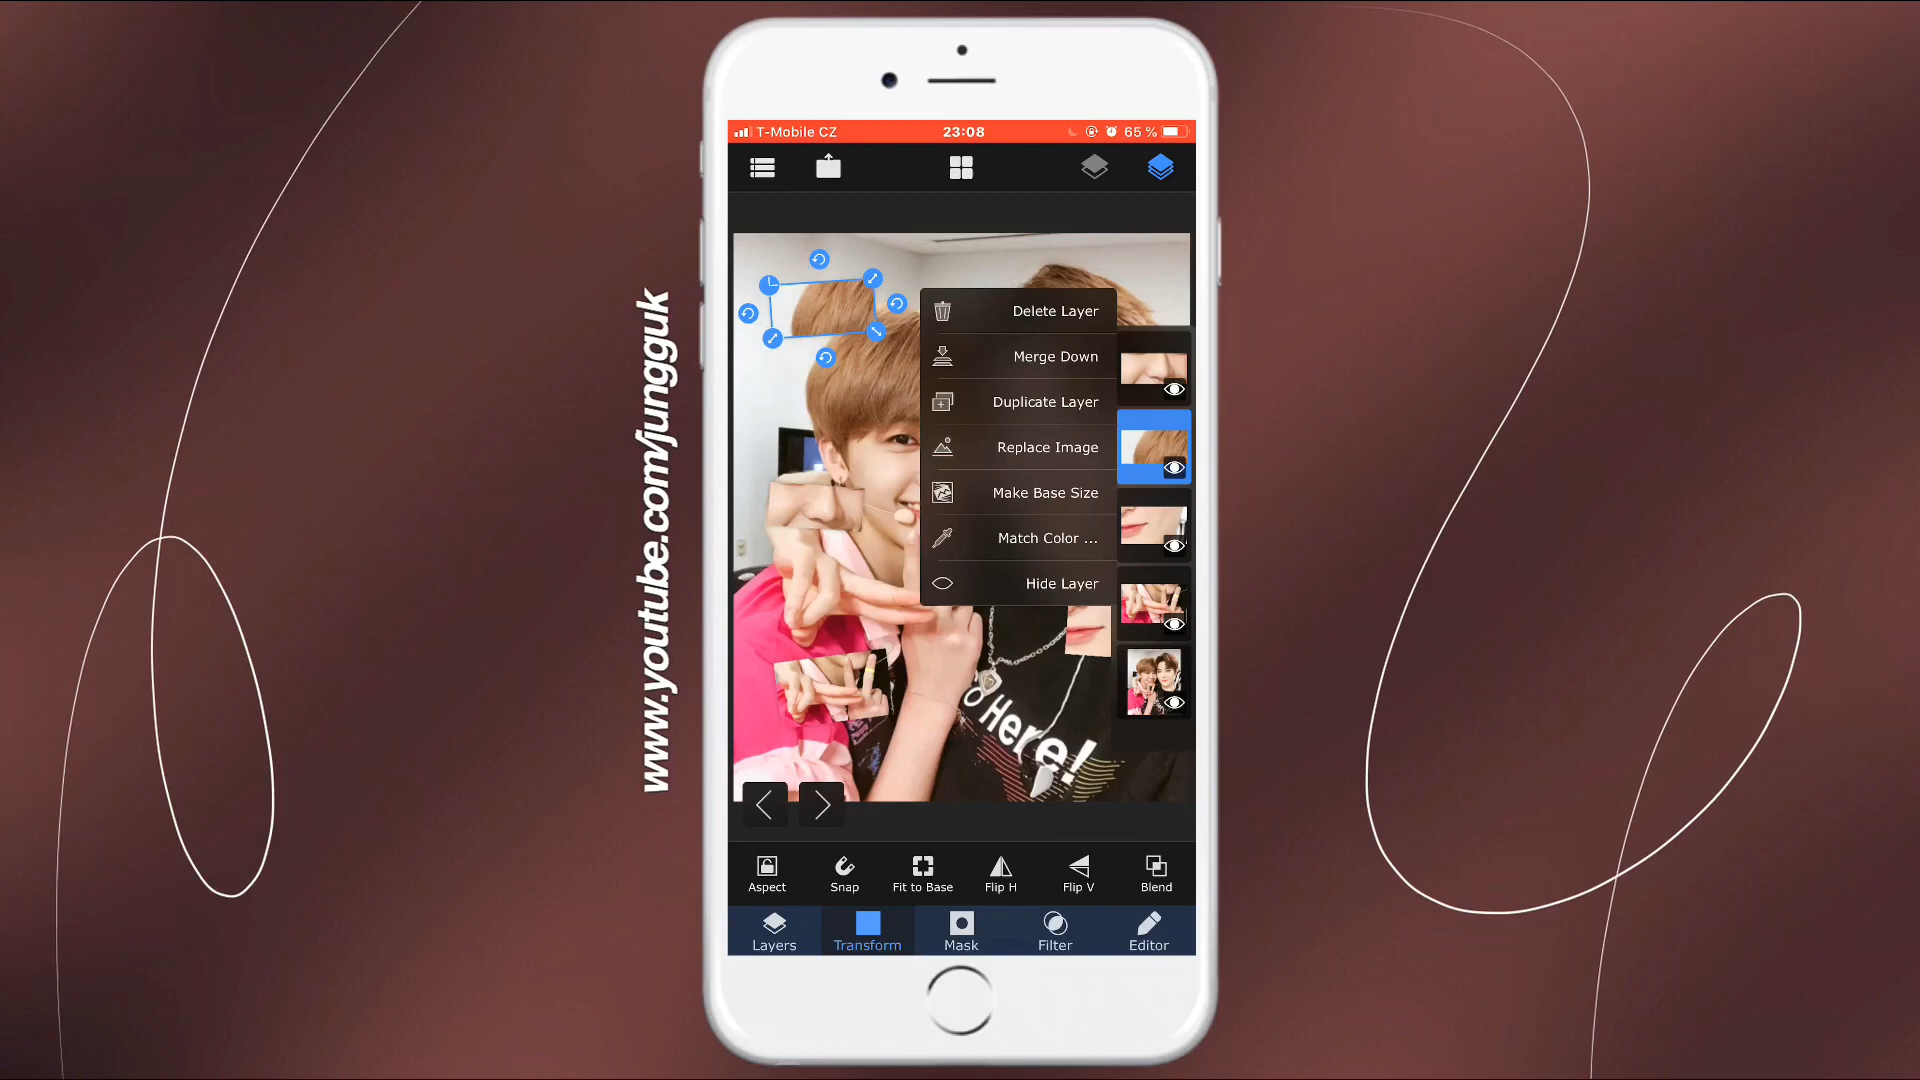 T-Mobile CZ
23:08
65 %
www.youtube.com/jungguk
Delete Layer
Merge Down
Duplicate Layer
Replace Image
Make Base Size
Match Color ...
Hide Layer
o Here!
Aspect
Snap
Fit to Base
Flip H
Flip V
Blend
Layers
Transform
Mask
Filter
Editor